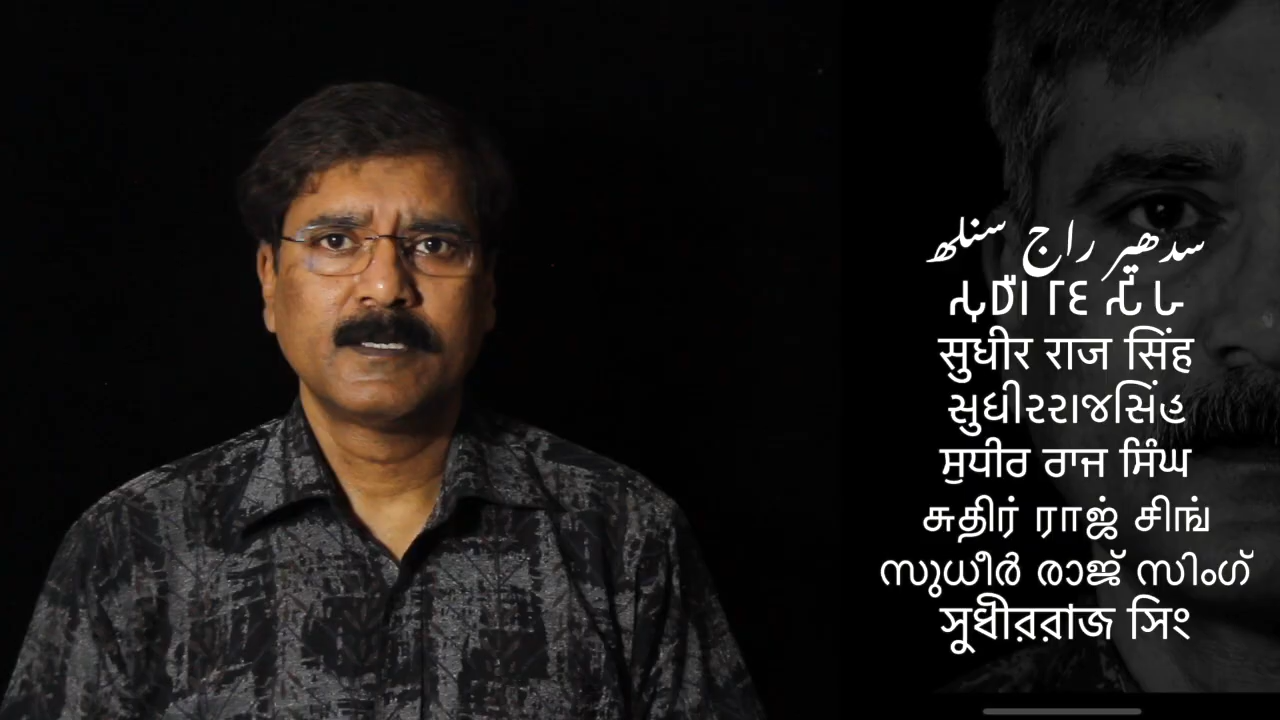 سدھیر راج سنلھ
सुधीर राज सिंह
સુધીરરાજસિંહ
ਸੁਧੀਰ ਰਾਜ ਸਿੰਘ
சுதிர் ராஜ் சிங்
സുധീർ രാജ് സിംഗ്
সুধীররাজ সিং